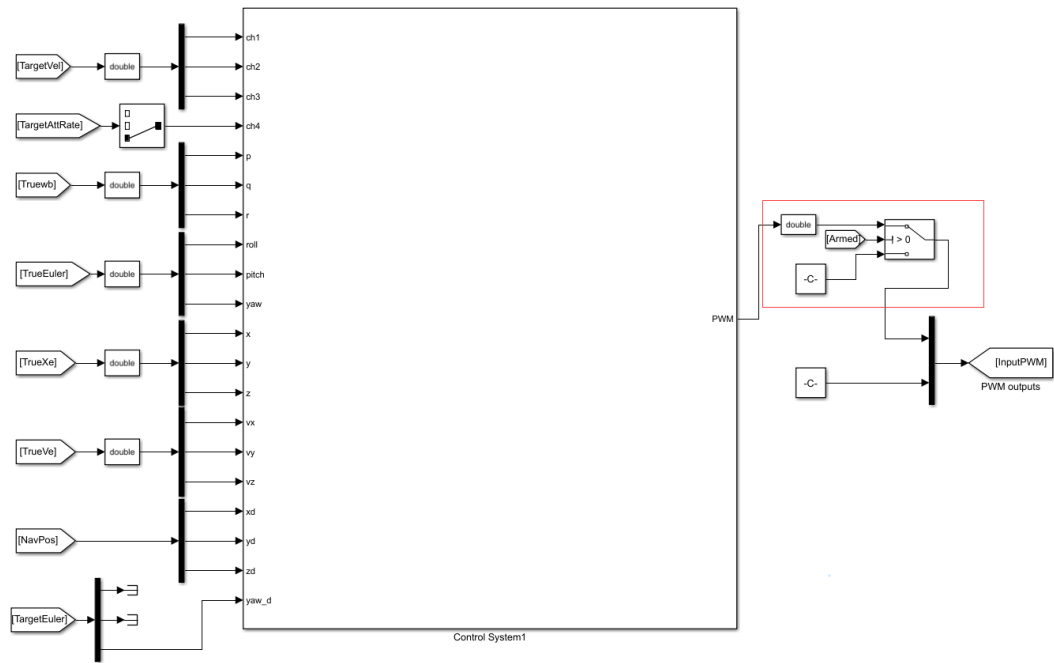 [TargetVel]
double
ch1
ch2
ch3
[TargetAttRate]
ch4
[Truewb]
double
p
q
r
[TrueEuler]
double
roll
pitch
yaw
[TrueXe]
double
x
y
z
[TrueVe]
double
vx
vy
vz
[NavPos]
xd
yd
zd
[TargetEuler]
yaw_d
Control System1
PWM
double
[Armed]
> 0
-C-
-C-
[InputPWM]
PWM outputs